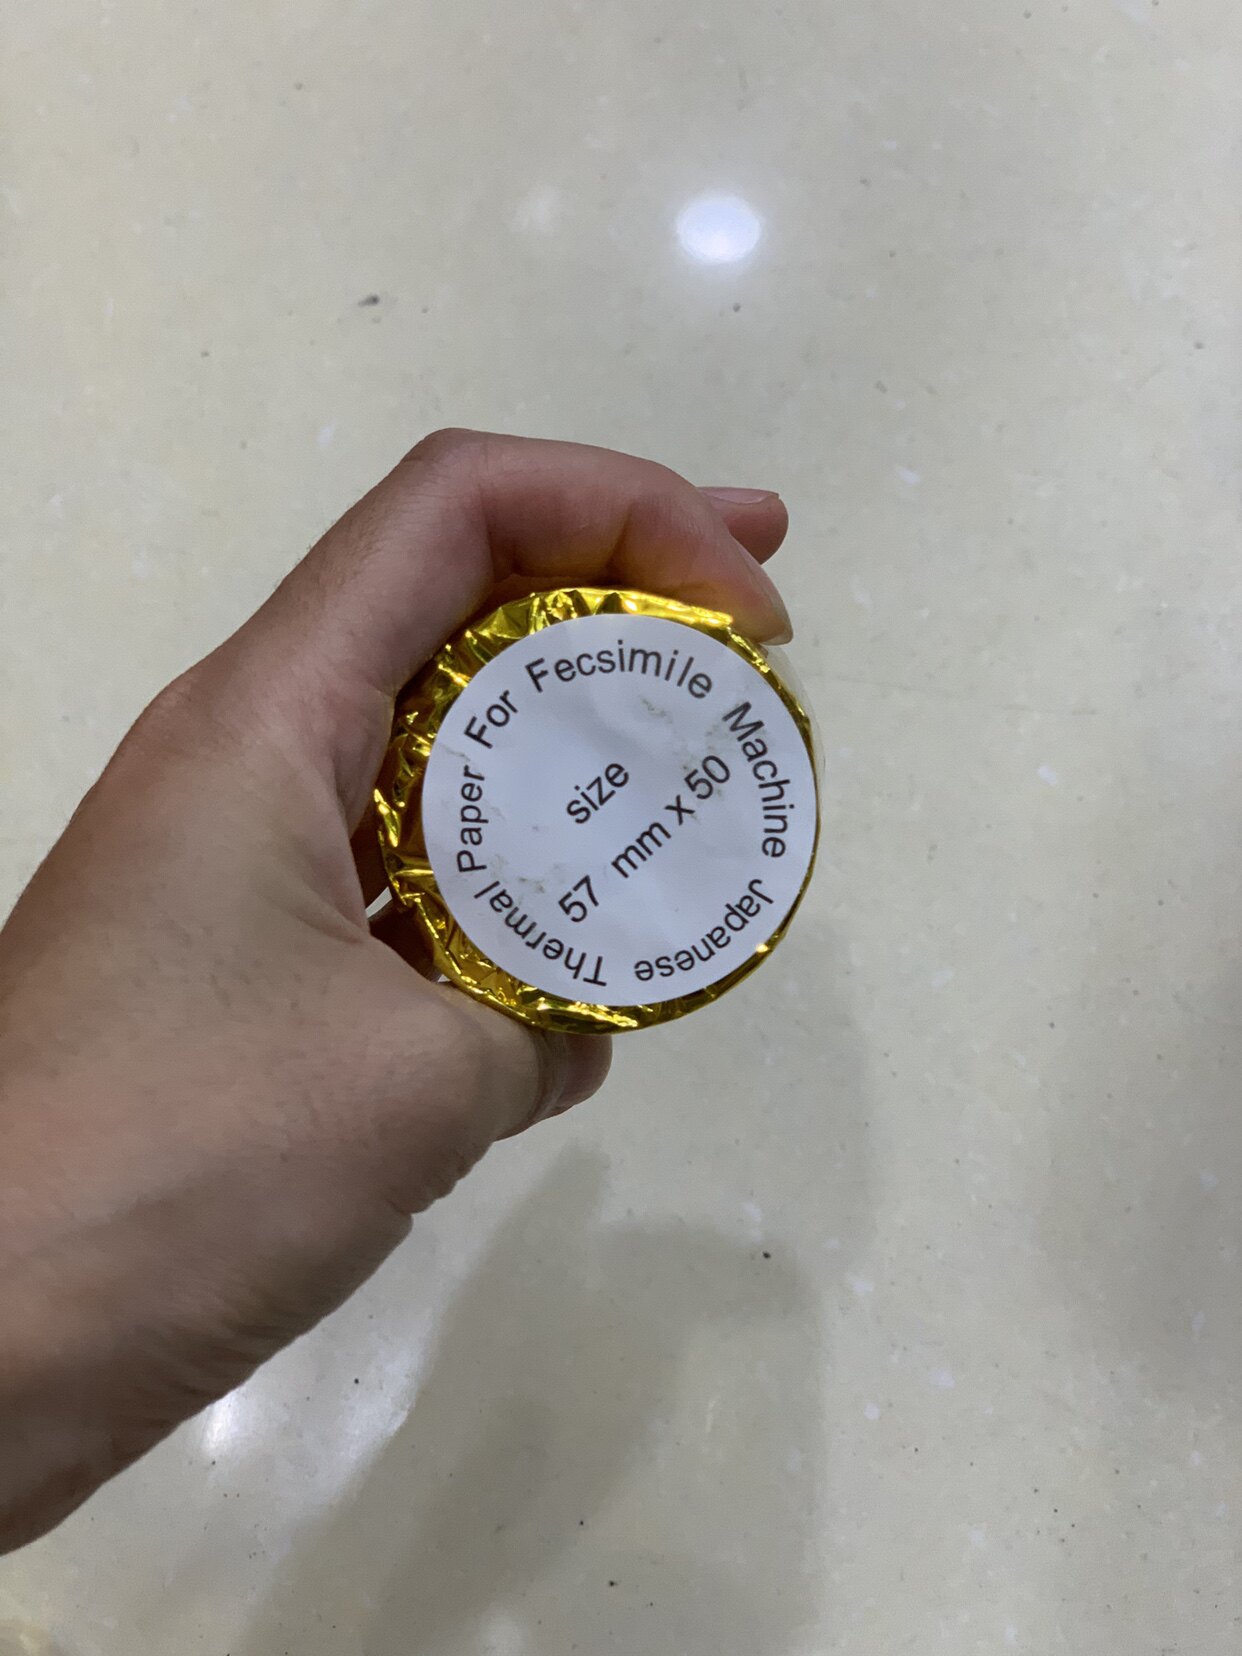 Japanese Thermal Paper For Fecsimile Machine
size
57 mm x 50